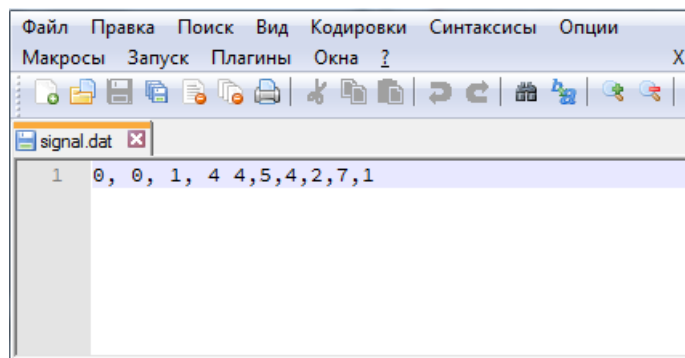 Файл Правка Поиск Вид Кодировки Синтаксисы Опции
Макросы Запуск Плагины Окна ? X
signal.dat
1 0, 0, 1, 4 4,5,4,2,7,1